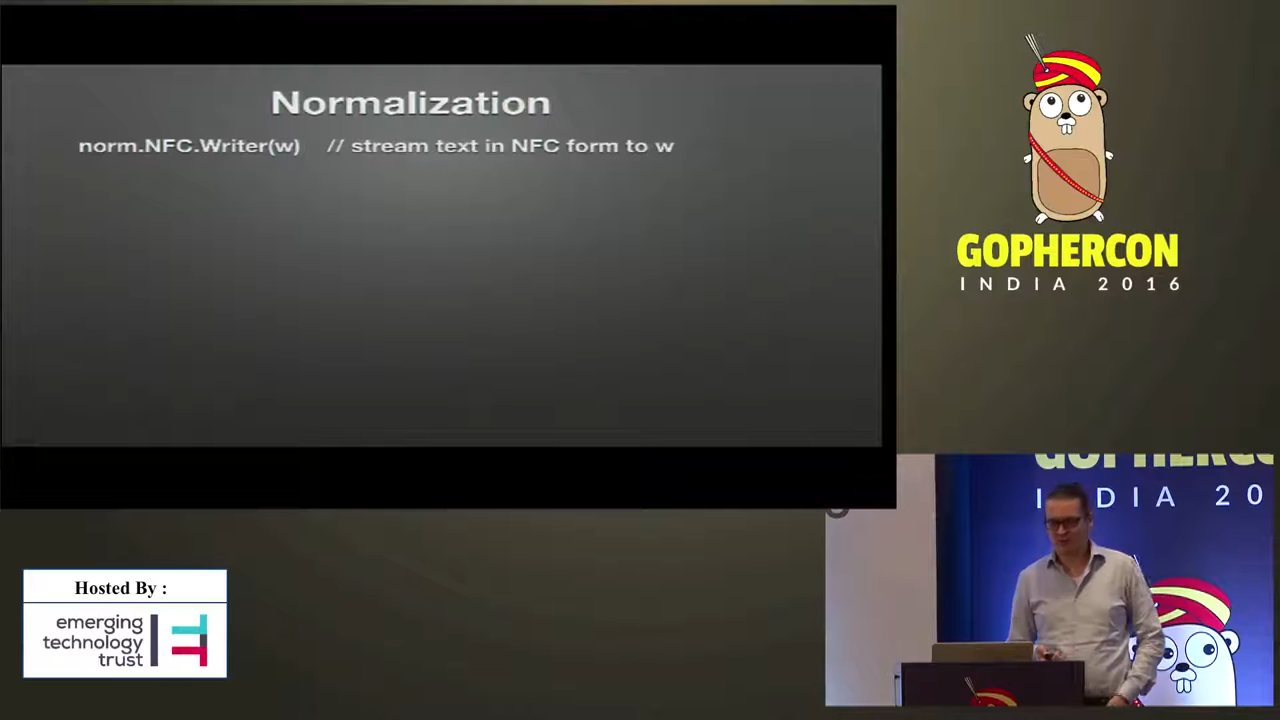 Normalization
norm.NFC.Writer(w) // stream text in NFC form to w
GOPHERCON
INDIA 2016
GOPHERCO
INDIA 20
Hosted By :
emerging
technology
trust